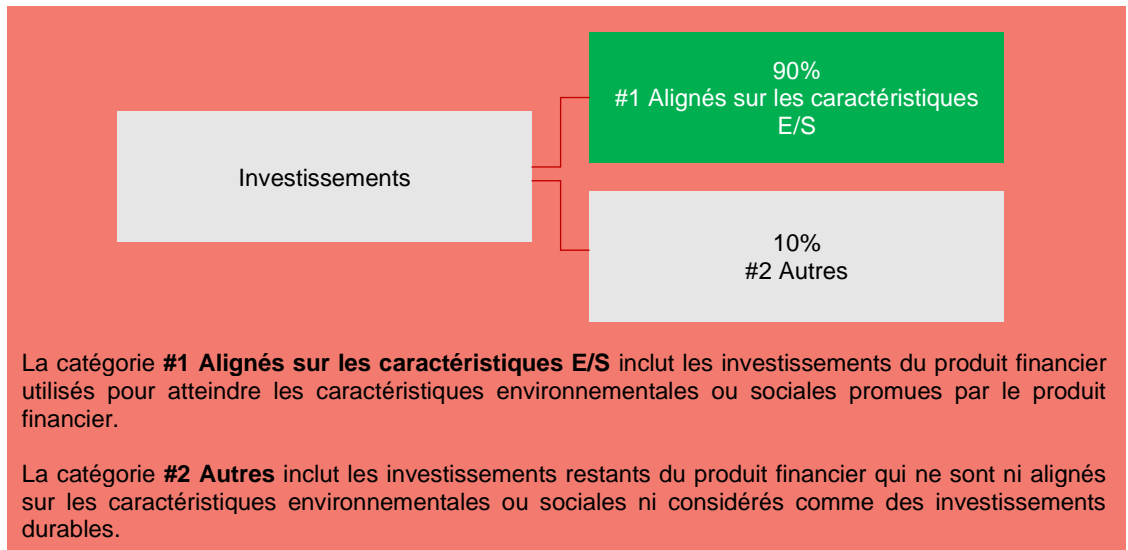 90%
#1 Alignés sur les caractéristiques
E/S
Investissements
10%
#2 Autres
La catégorie #1 Alignés sur les caractéristiques E/S inclut les investissements du produit financier
utilisés pour atteindre les caractéristiques environnementales ou sociales promues par le produit
financier.
La catégorie #2 Autres inclut les investissements restants du produit financier qui ne sont ni alignés
sur les caractéristiques environnementales ou sociales ni considérés comme des investissements
durables.